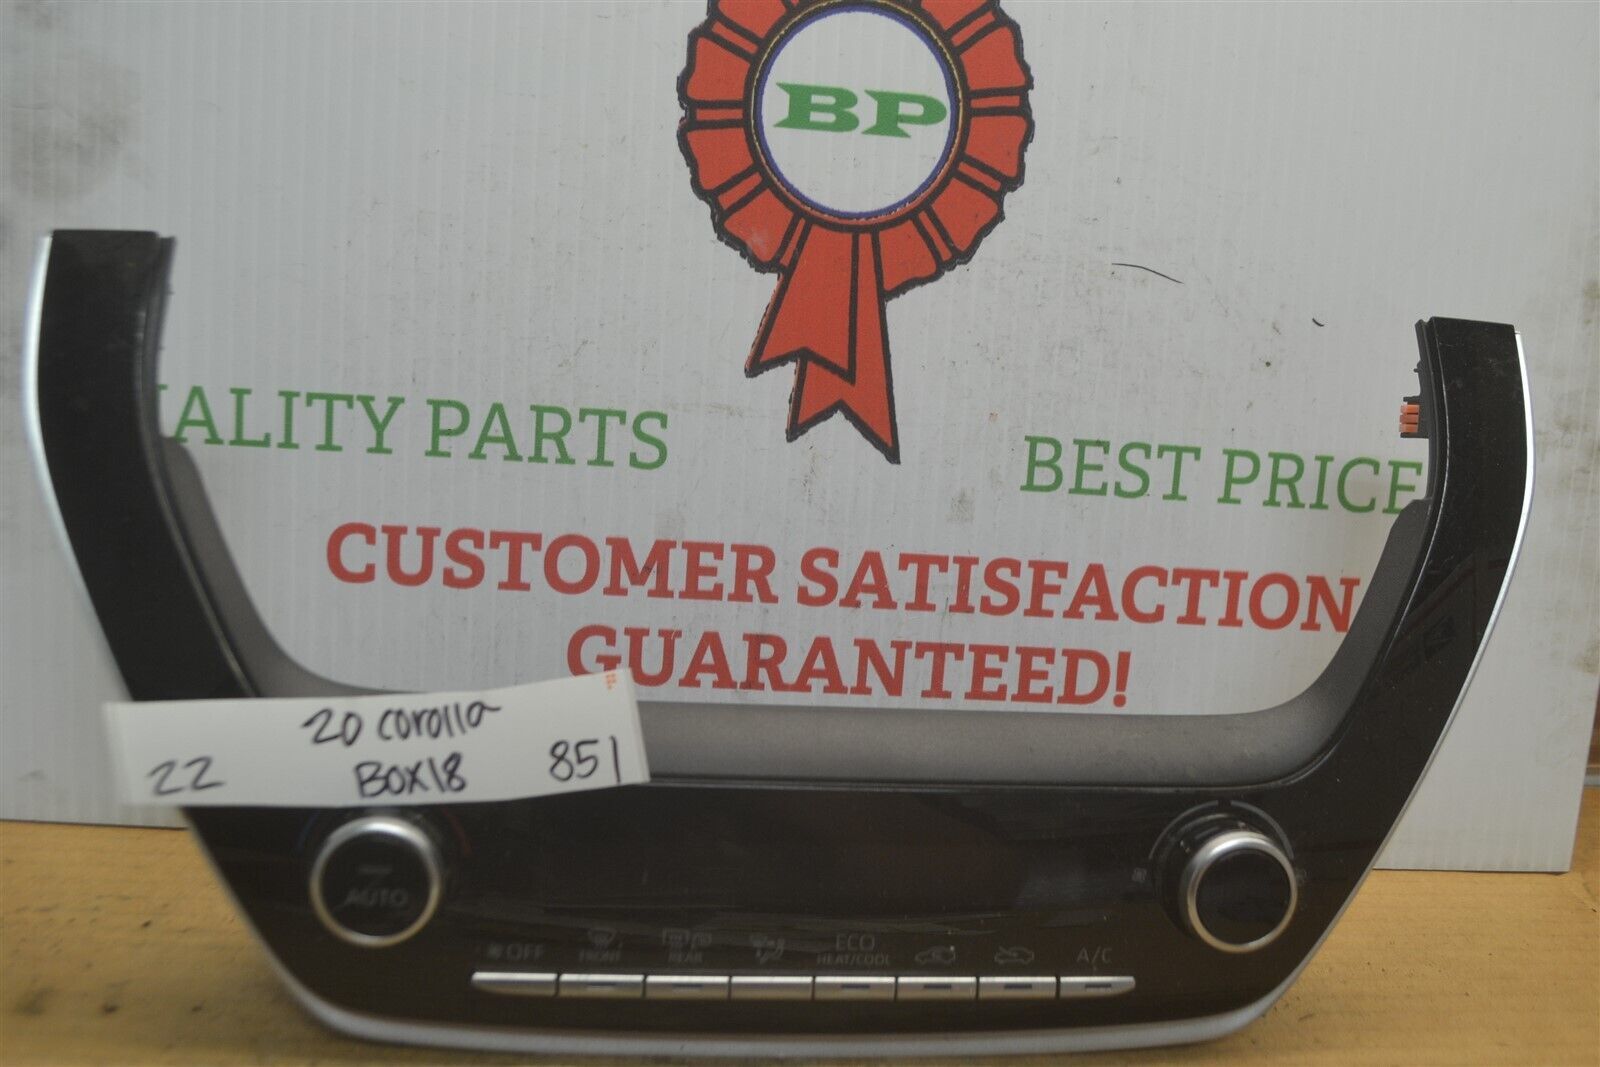 BP
UALITY PARTS
BEST PRICE
CUSTOMER SATISFACTION
GUARANTEED!
20 corolla
22 BOX18 851
AUTO
OFF FRONT REAR ECO HEAT/COOL A/C